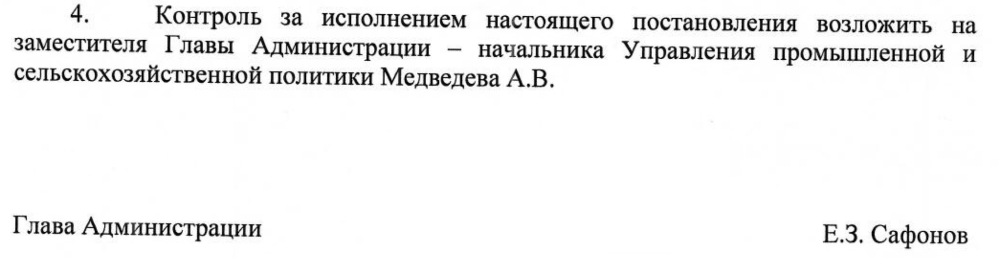 4. Контроль за исполнением настоящего постановления возложить на
заместителя Главы Администрации – начальника Управления промышленной и
сельскохозяйственной политики Медведева А.В.
Глава Администрации
Е.З. Сафонов